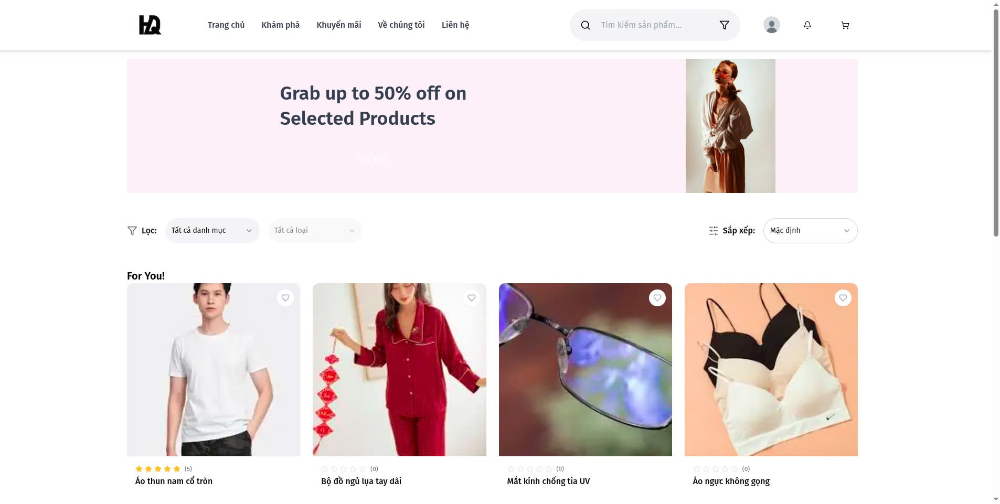 HQ
Trang chủ
Khám phá
Khuyến mãi
Về chúng tôi
Liên hệ
Tìm kiếm sản phẩm...
Grab up to 50% off on
Selected Products
Buy Now
Lọc:
Tất cả danh mục
Tất cả loại
Sắp xếp:
Mặc định
For You!
(5)
Áo thun nam cổ tròn
(0)
Bộ đồ ngủ lụa tay dài
(0)
Mắt kính chống tia UV
(0)
Áo ngực không gọng